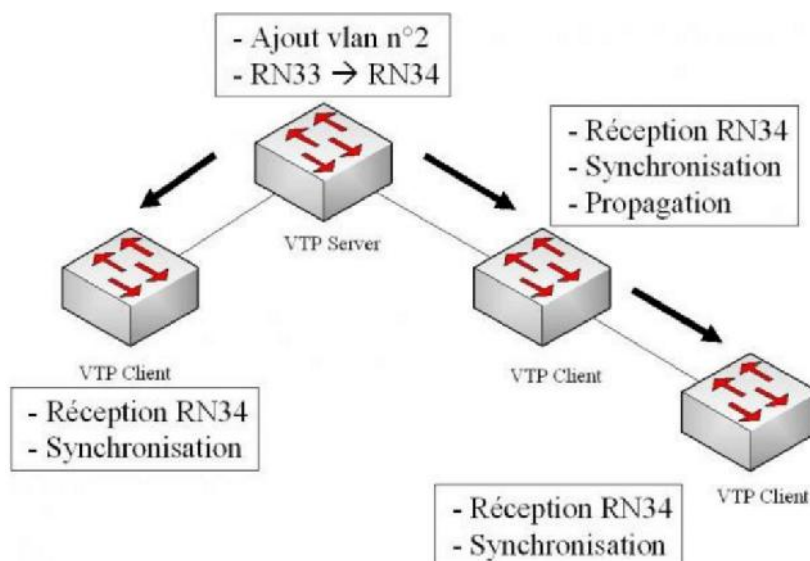 - Ajout vlan n°2
- RN33 → RN34
- Réception RN34
- Synchronisation
- Propagation
VTP Server
VTP Client
VTP Client
- Réception RN34
- Synchronisation
VTP Client
- Réception RN34
- Synchronisation